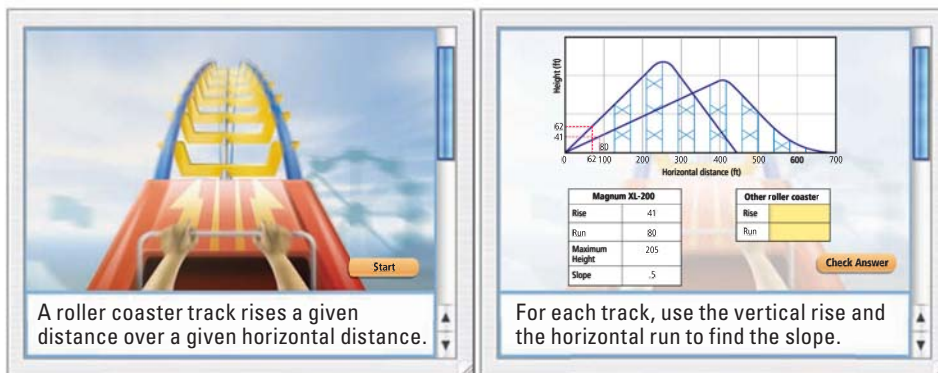 Start
A roller coaster track rises a given
distance over a given horizontal distance.
Height (ft)
62
41
80
0 62 100 200 300 400 500 600 700
Horizontal distance (ft)
Magnum XL-200
Rise 41
Run 80
Maximum
Height 205
Slope .5
Other roller coaster
Rise
Run
Check Answer
For each track, use the vertical rise and
the horizontal run to find the slope.